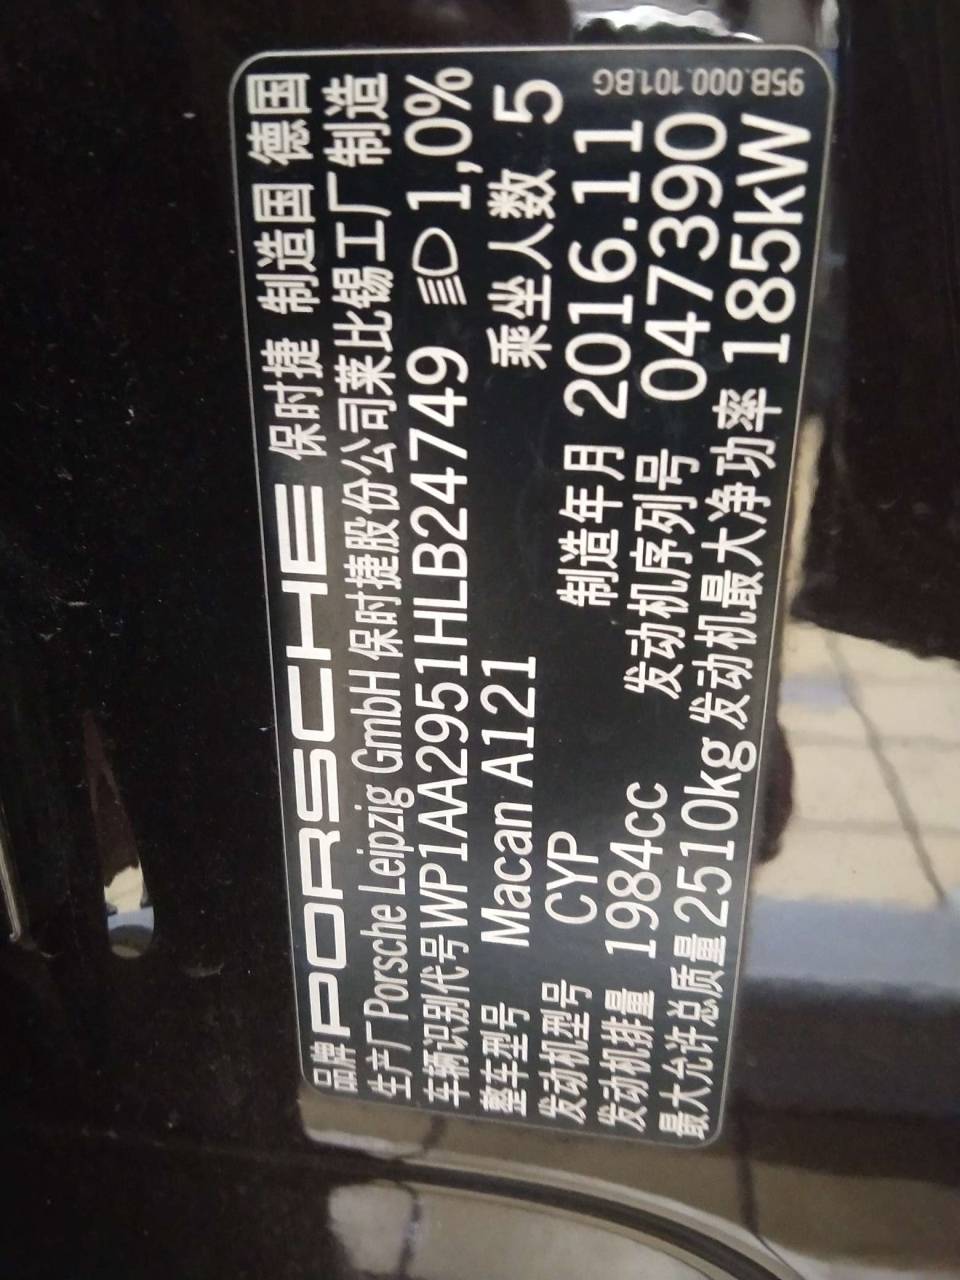 品牌 PORSCHE 保时捷 制造国 德国
生产厂 Porsche Leipzig GmbH 保时捷股份公司莱比锡工厂制造
车辆识别代号 WP1AA2951HLB24749 1,0%
整车型号 Macan A121 乘坐人数 5
发动机型号 CYP 制造年月 2016.11
发动机排量 1984cc 发动机序列号 047390
最大允许总质量 2510kg 发动机最大净功率 185kW
95B.000.101.BG